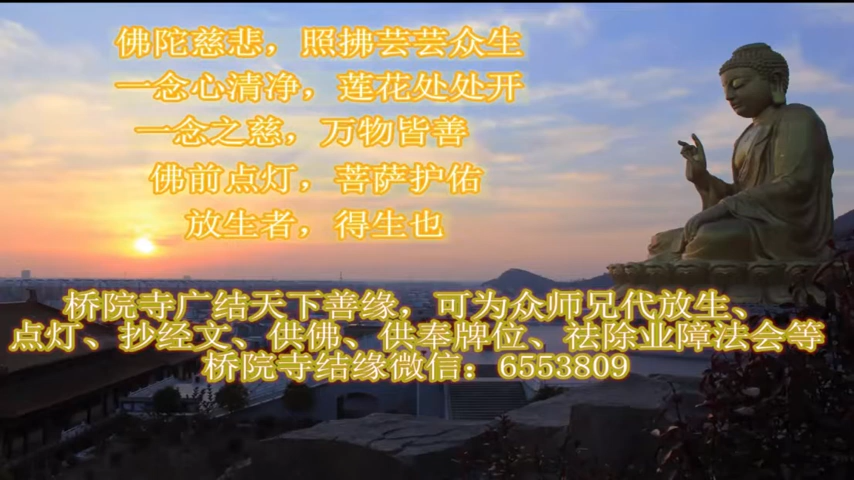 佛陀慈悲，照拂芸芸众生
一念心清净，莲花处处开
一念之慈，万物皆善
佛前点灯，菩萨护佑
放生者，得生也
桥院寺广结天下善缘，可为众师兄代放生、
点灯、抄经文、供佛、供奉牌位、祛除业障法会等
桥院寺结缘微信：6553809